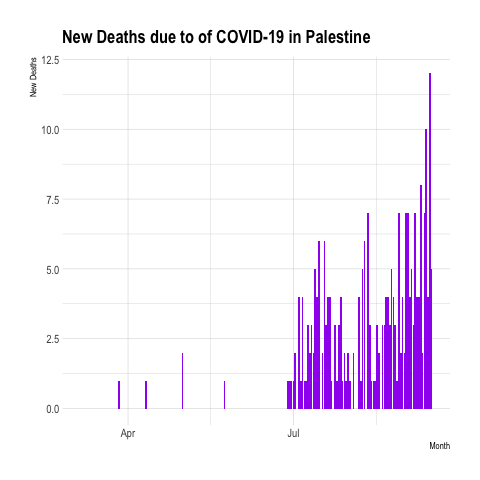 New Deaths due to of COVID-19 in Palestine
New Deaths
12.5
10.0
7.5
5.0
2.5
0.0
Apr
Jul
Month